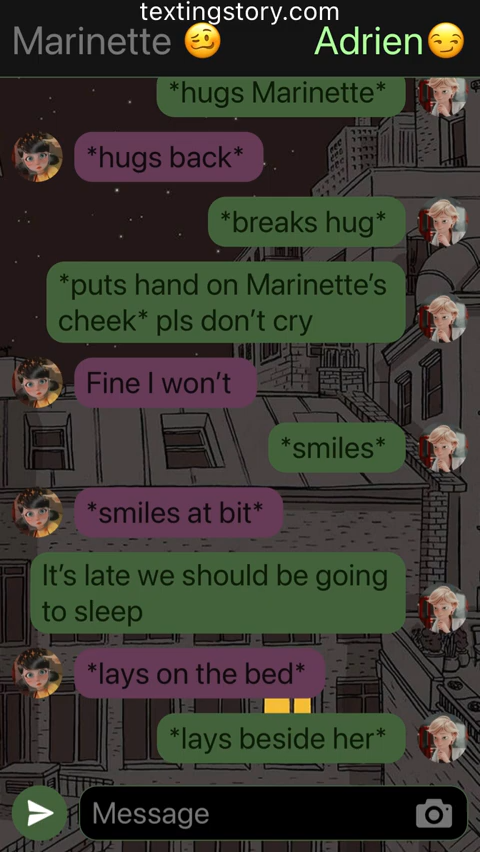 textingstory.com
Marinette 🥴 Adrien😏
*hugs Marinette*
*hugs back*
*breaks hug*
*puts hand on Marinette's
cheek* pls don't cry
Fine I won't
*smiles*
*smiles at bit*
It's late we should be going
to sleep
*lays on the bed*
*lays beside her*
Message